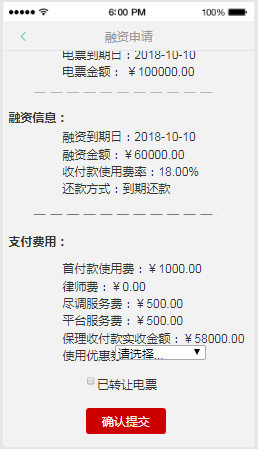 6:00 PM 100%
融资申请
电票到期日：2018-10-10
电票金额：￥100000.00
融资信息：
融资到期日：2018-10-10
融资金额：￥60000.00
收付款使用费率：18.00%
还款方式：到期还款
支付费用：
首付款使用费：￥1000.00
律师费：￥0.00
尽调服务费：￥500.00
平台服务费：￥500.00
保理收付款实收金额：￥58000.00
使用优惠 请选择...
已转让电票
确认提交